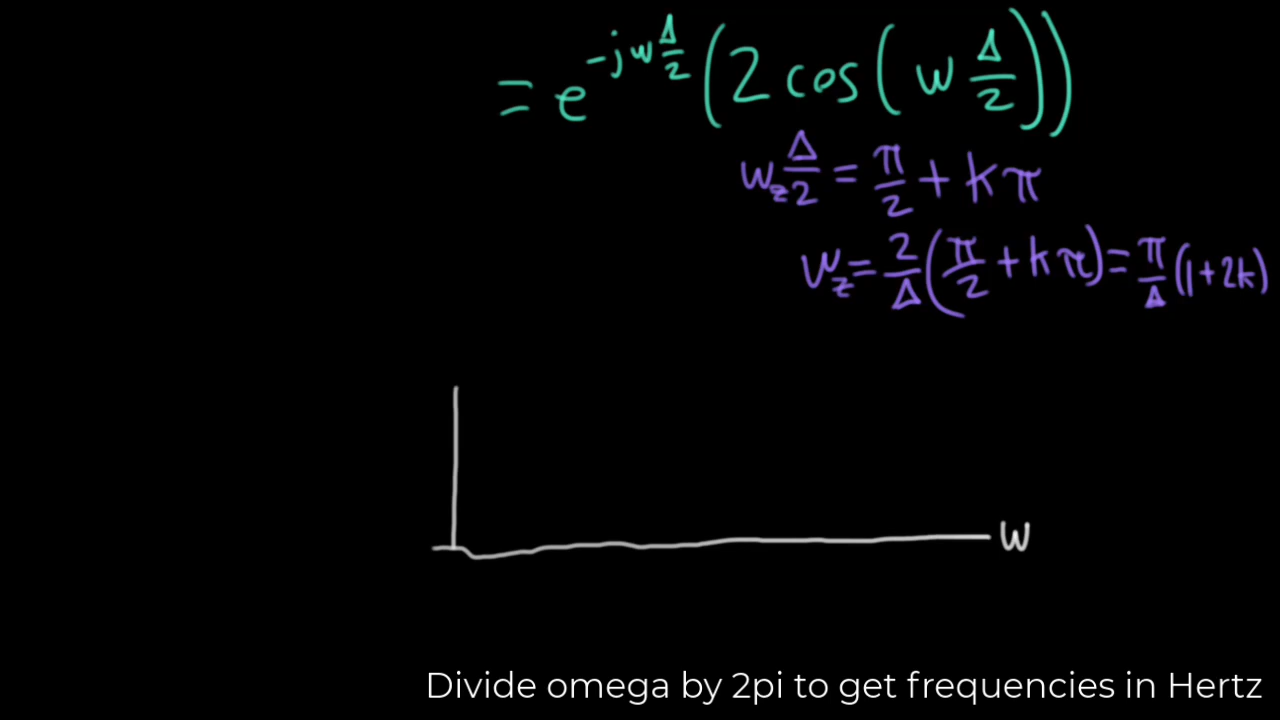 = e^{-jw Δ/2} (2 cos(w Δ/2))
w_z Δ/2 = π/2 + kπ
w_z = 2/Δ (π/2 + kπ) = π/Δ (1+2k)
w
Divide omega by 2pi to get frequencies in Hertz